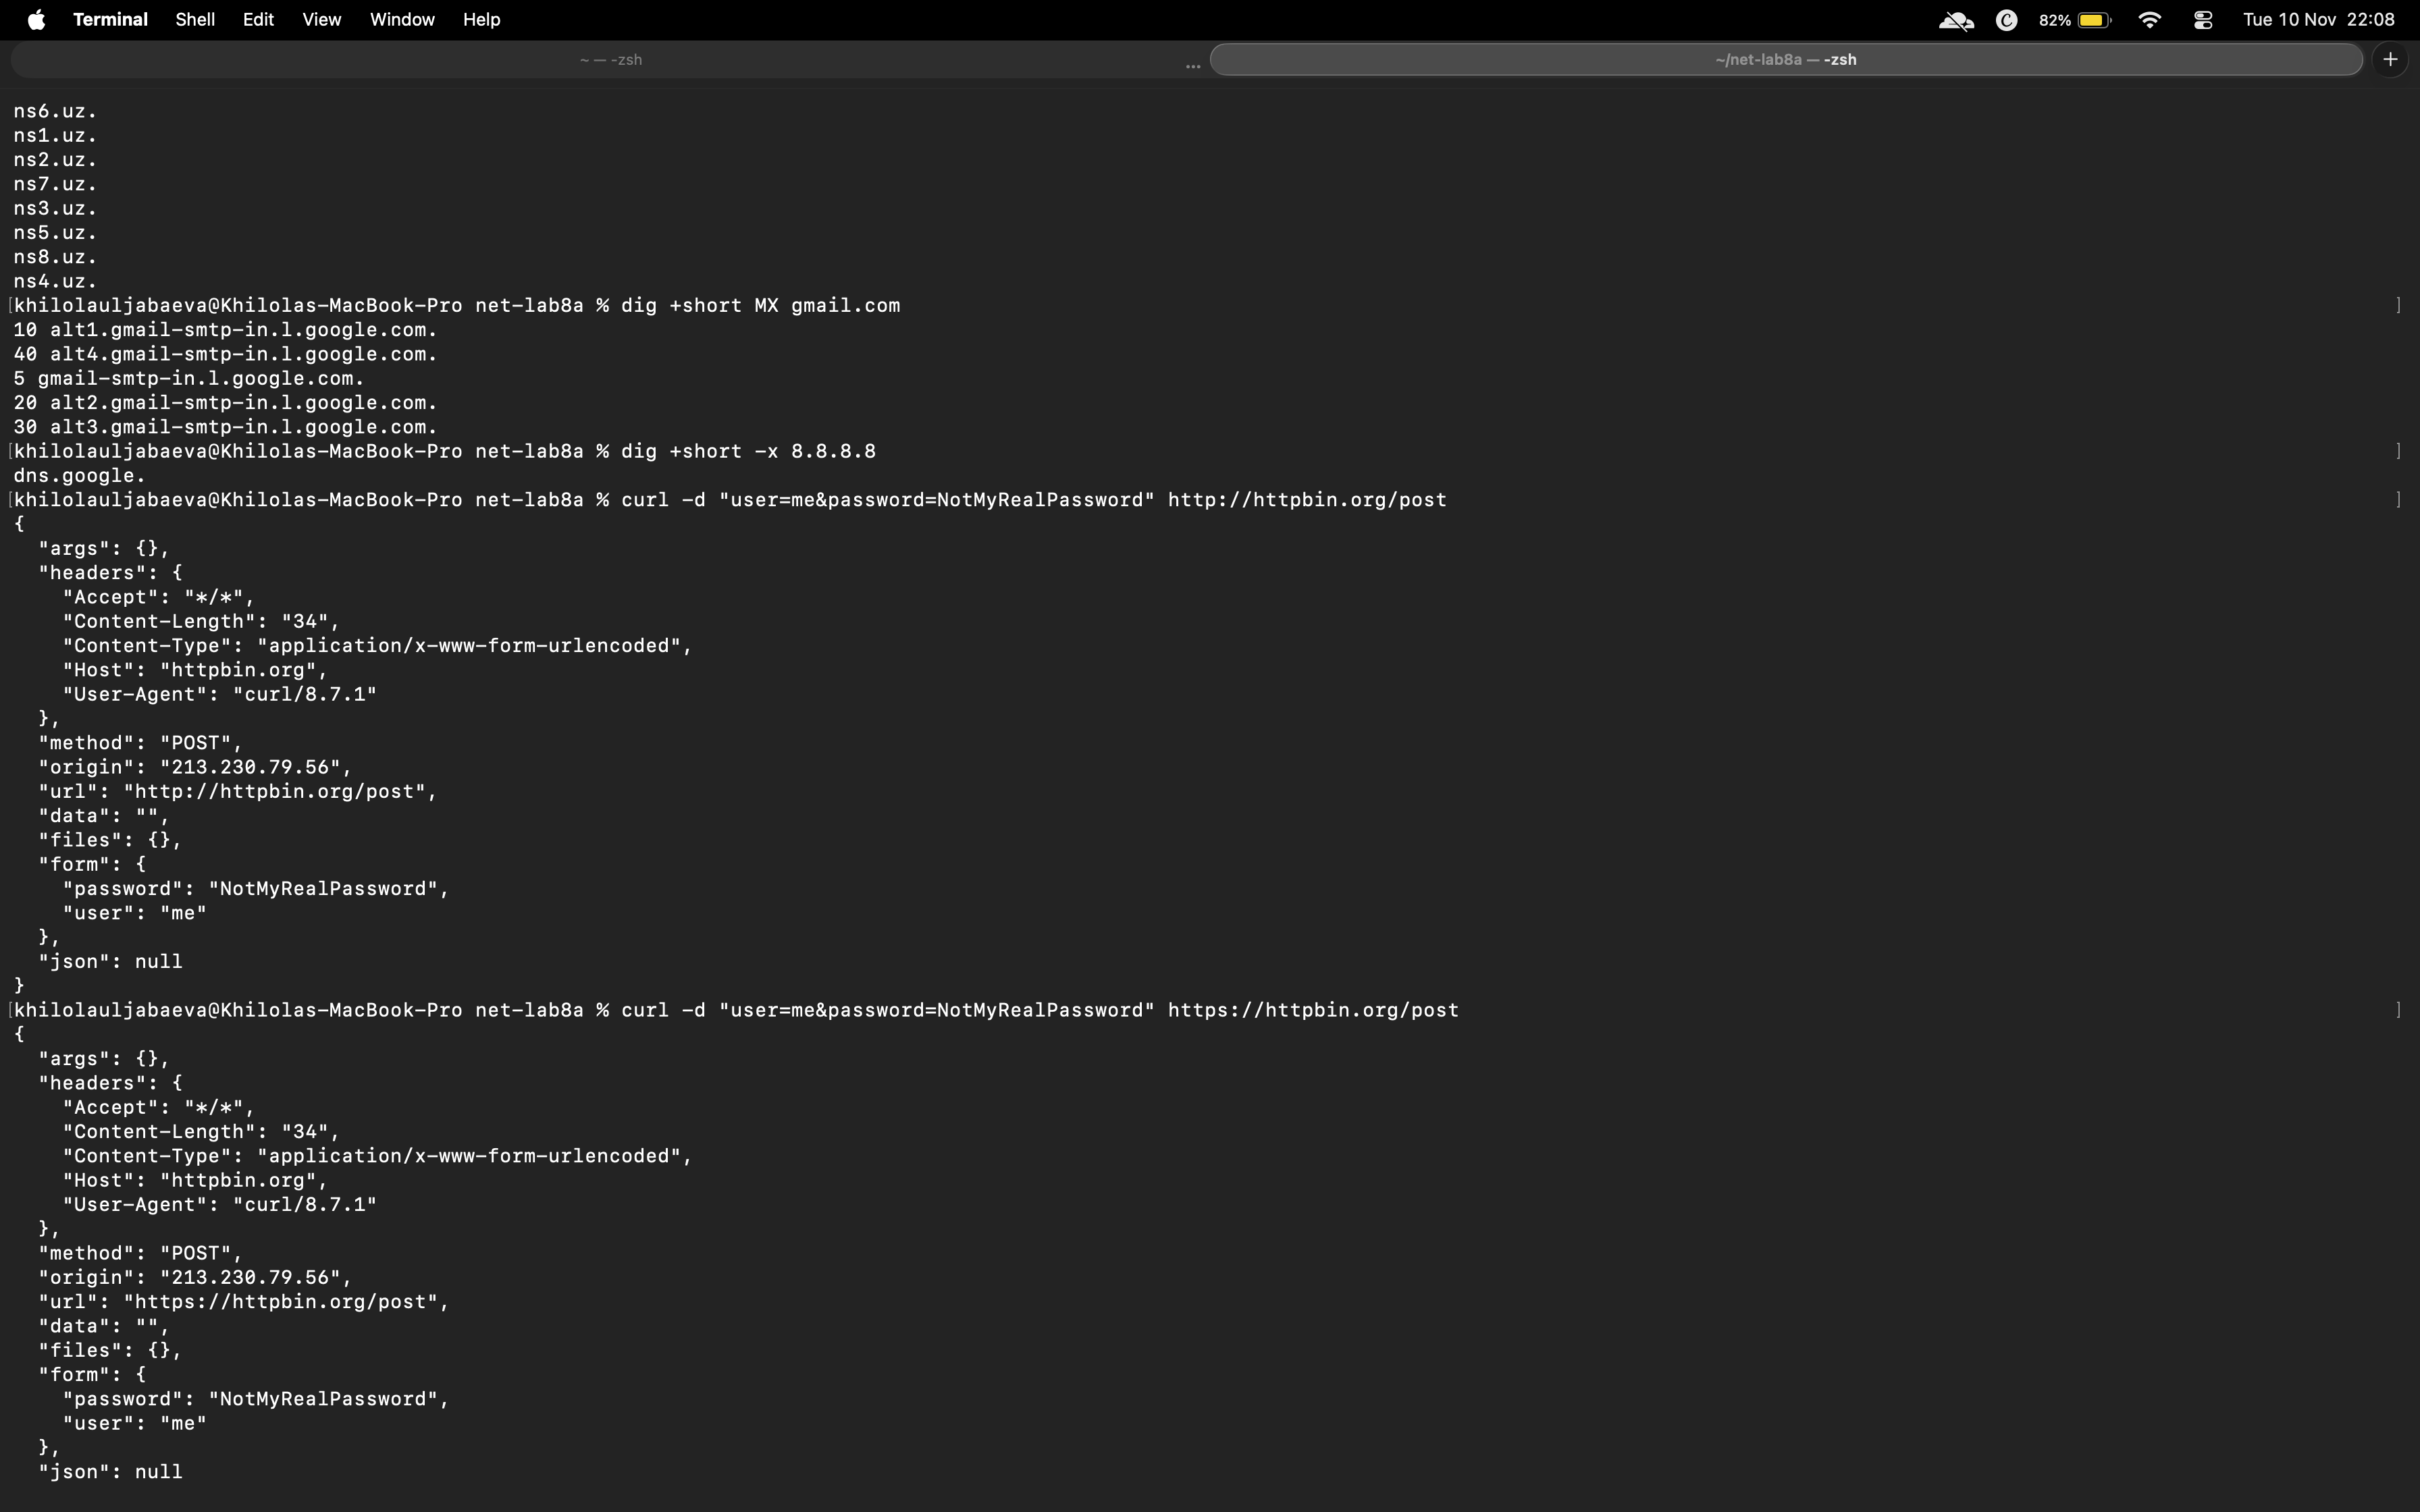 Terminal Shell Edit View Window Help 82% Tue 10 Nov 22:08
~ — -zsh ... ~/net-lab8a — -zsh +
ns6.uz.
ns1.uz.
ns2.uz.
ns7.uz.
ns3.uz.
ns5.uz.
ns8.uz.
ns4.uz.
[khilolauljabaeva@Khilolas-MacBook-Pro net-lab8a % dig +short MX gmail.com ]
10 alt1.gmail-smtp-in.l.google.com.
40 alt4.gmail-smtp-in.l.google.com.
5 gmail-smtp-in.l.google.com.
20 alt2.gmail-smtp-in.l.google.com.
30 alt3.gmail-smtp-in.l.google.com.
[khilolauljabaeva@Khilolas-MacBook-Pro net-lab8a % dig +short -x 8.8.8.8 ]
dns.google.
[khilolauljabaeva@Khilolas-MacBook-Pro net-lab8a % curl -d "user=me&password=NotMyRealPassword" http://httpbin.org/post ]
{
  "args": {},
  "headers": {
    "Accept": "*/*",
    "Content-Length": "34",
    "Content-Type": "application/x-www-form-urlencoded",
    "Host": "httpbin.org",
    "User-Agent": "curl/8.7.1"
  },
  "method": "POST",
  "origin": "213.230.79.56",
  "url": "http://httpbin.org/post",
  "data": "",
  "files": {},
  "form": {
    "password": "NotMyRealPassword",
    "user": "me"
  },
  "json": null
}
[khilolauljabaeva@Khilolas-MacBook-Pro net-lab8a % curl -d "user=me&password=NotMyRealPassword" https://httpbin.org/post ]
{
  "args": {},
  "headers": {
    "Accept": "*/*",
    "Content-Length": "34",
    "Content-Type": "application/x-www-form-urlencoded",
    "Host": "httpbin.org",
    "User-Agent": "curl/8.7.1"
  },
  "method": "POST",
  "origin": "213.230.79.56",
  "url": "https://httpbin.org/post",
  "data": "",
  "files": {},
  "form": {
    "password": "NotMyRealPassword",
    "user": "me"
  },
  "json": null